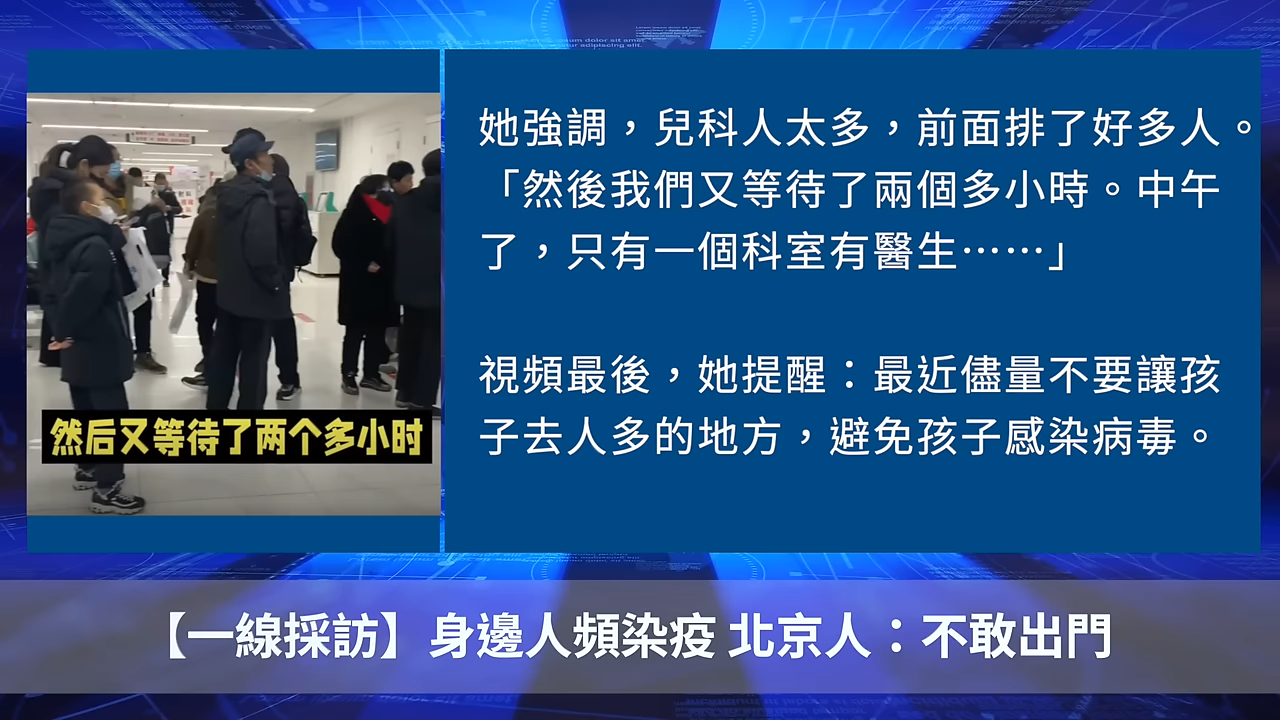 她強調，兒科人太多，前面排了好多人。
「然後我們又等待了兩個多小時。中午
了，只有一個科室有醫生⋯⋯」
視頻最後，她提醒：最近儘量不要讓孩
子去人多的地方，避免孩子感染病毒。
然后又等待了两个多小时
【一線採訪】身邊人頻染疫 北京人：不敢出門